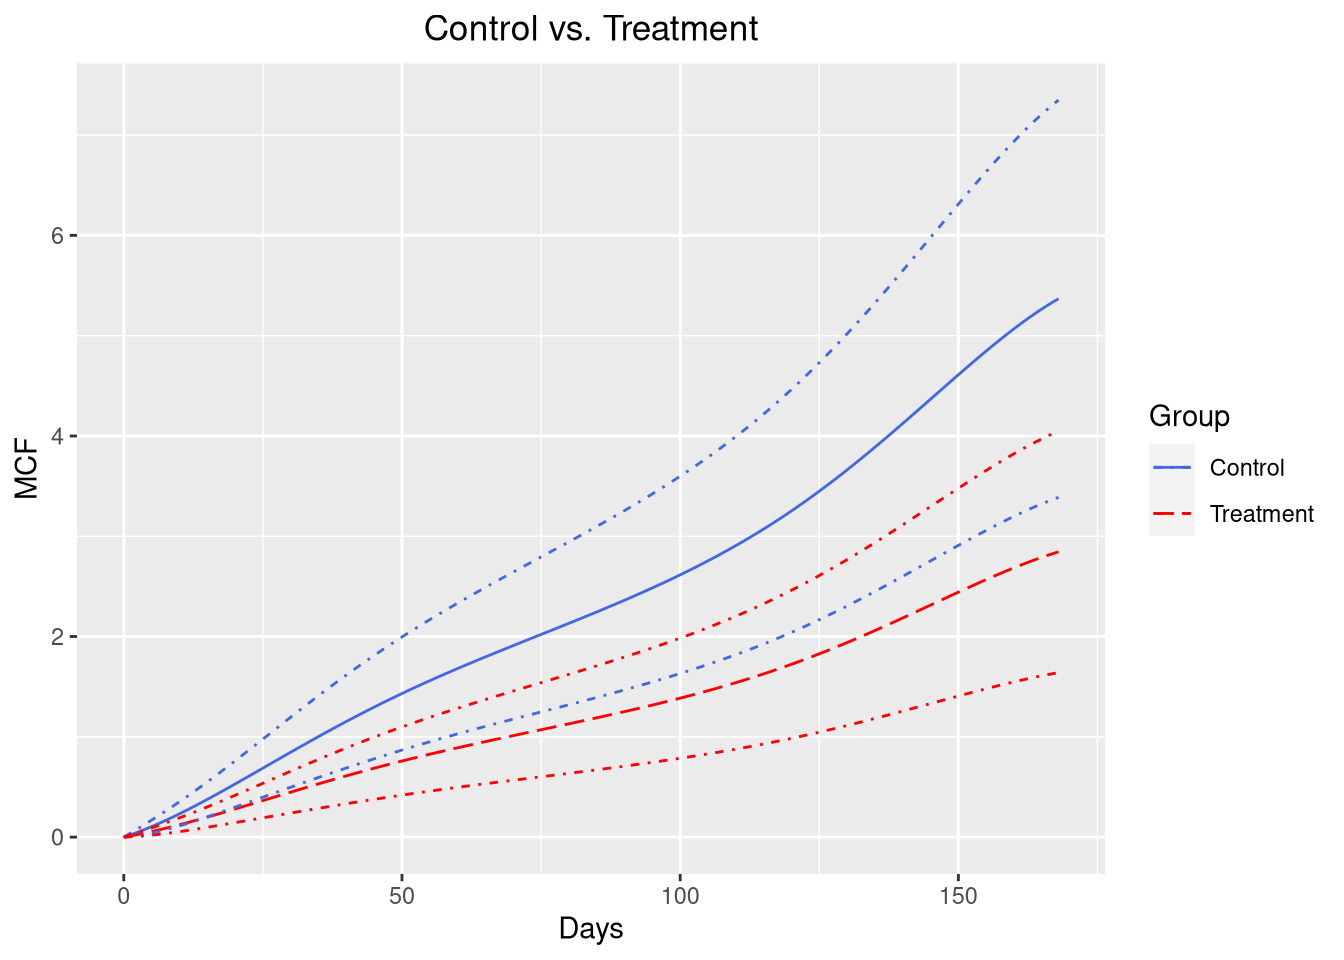 Control vs. Treatment
MCF
6
4
2
0
0 50 100 150
Days
Group
Control
Treatment